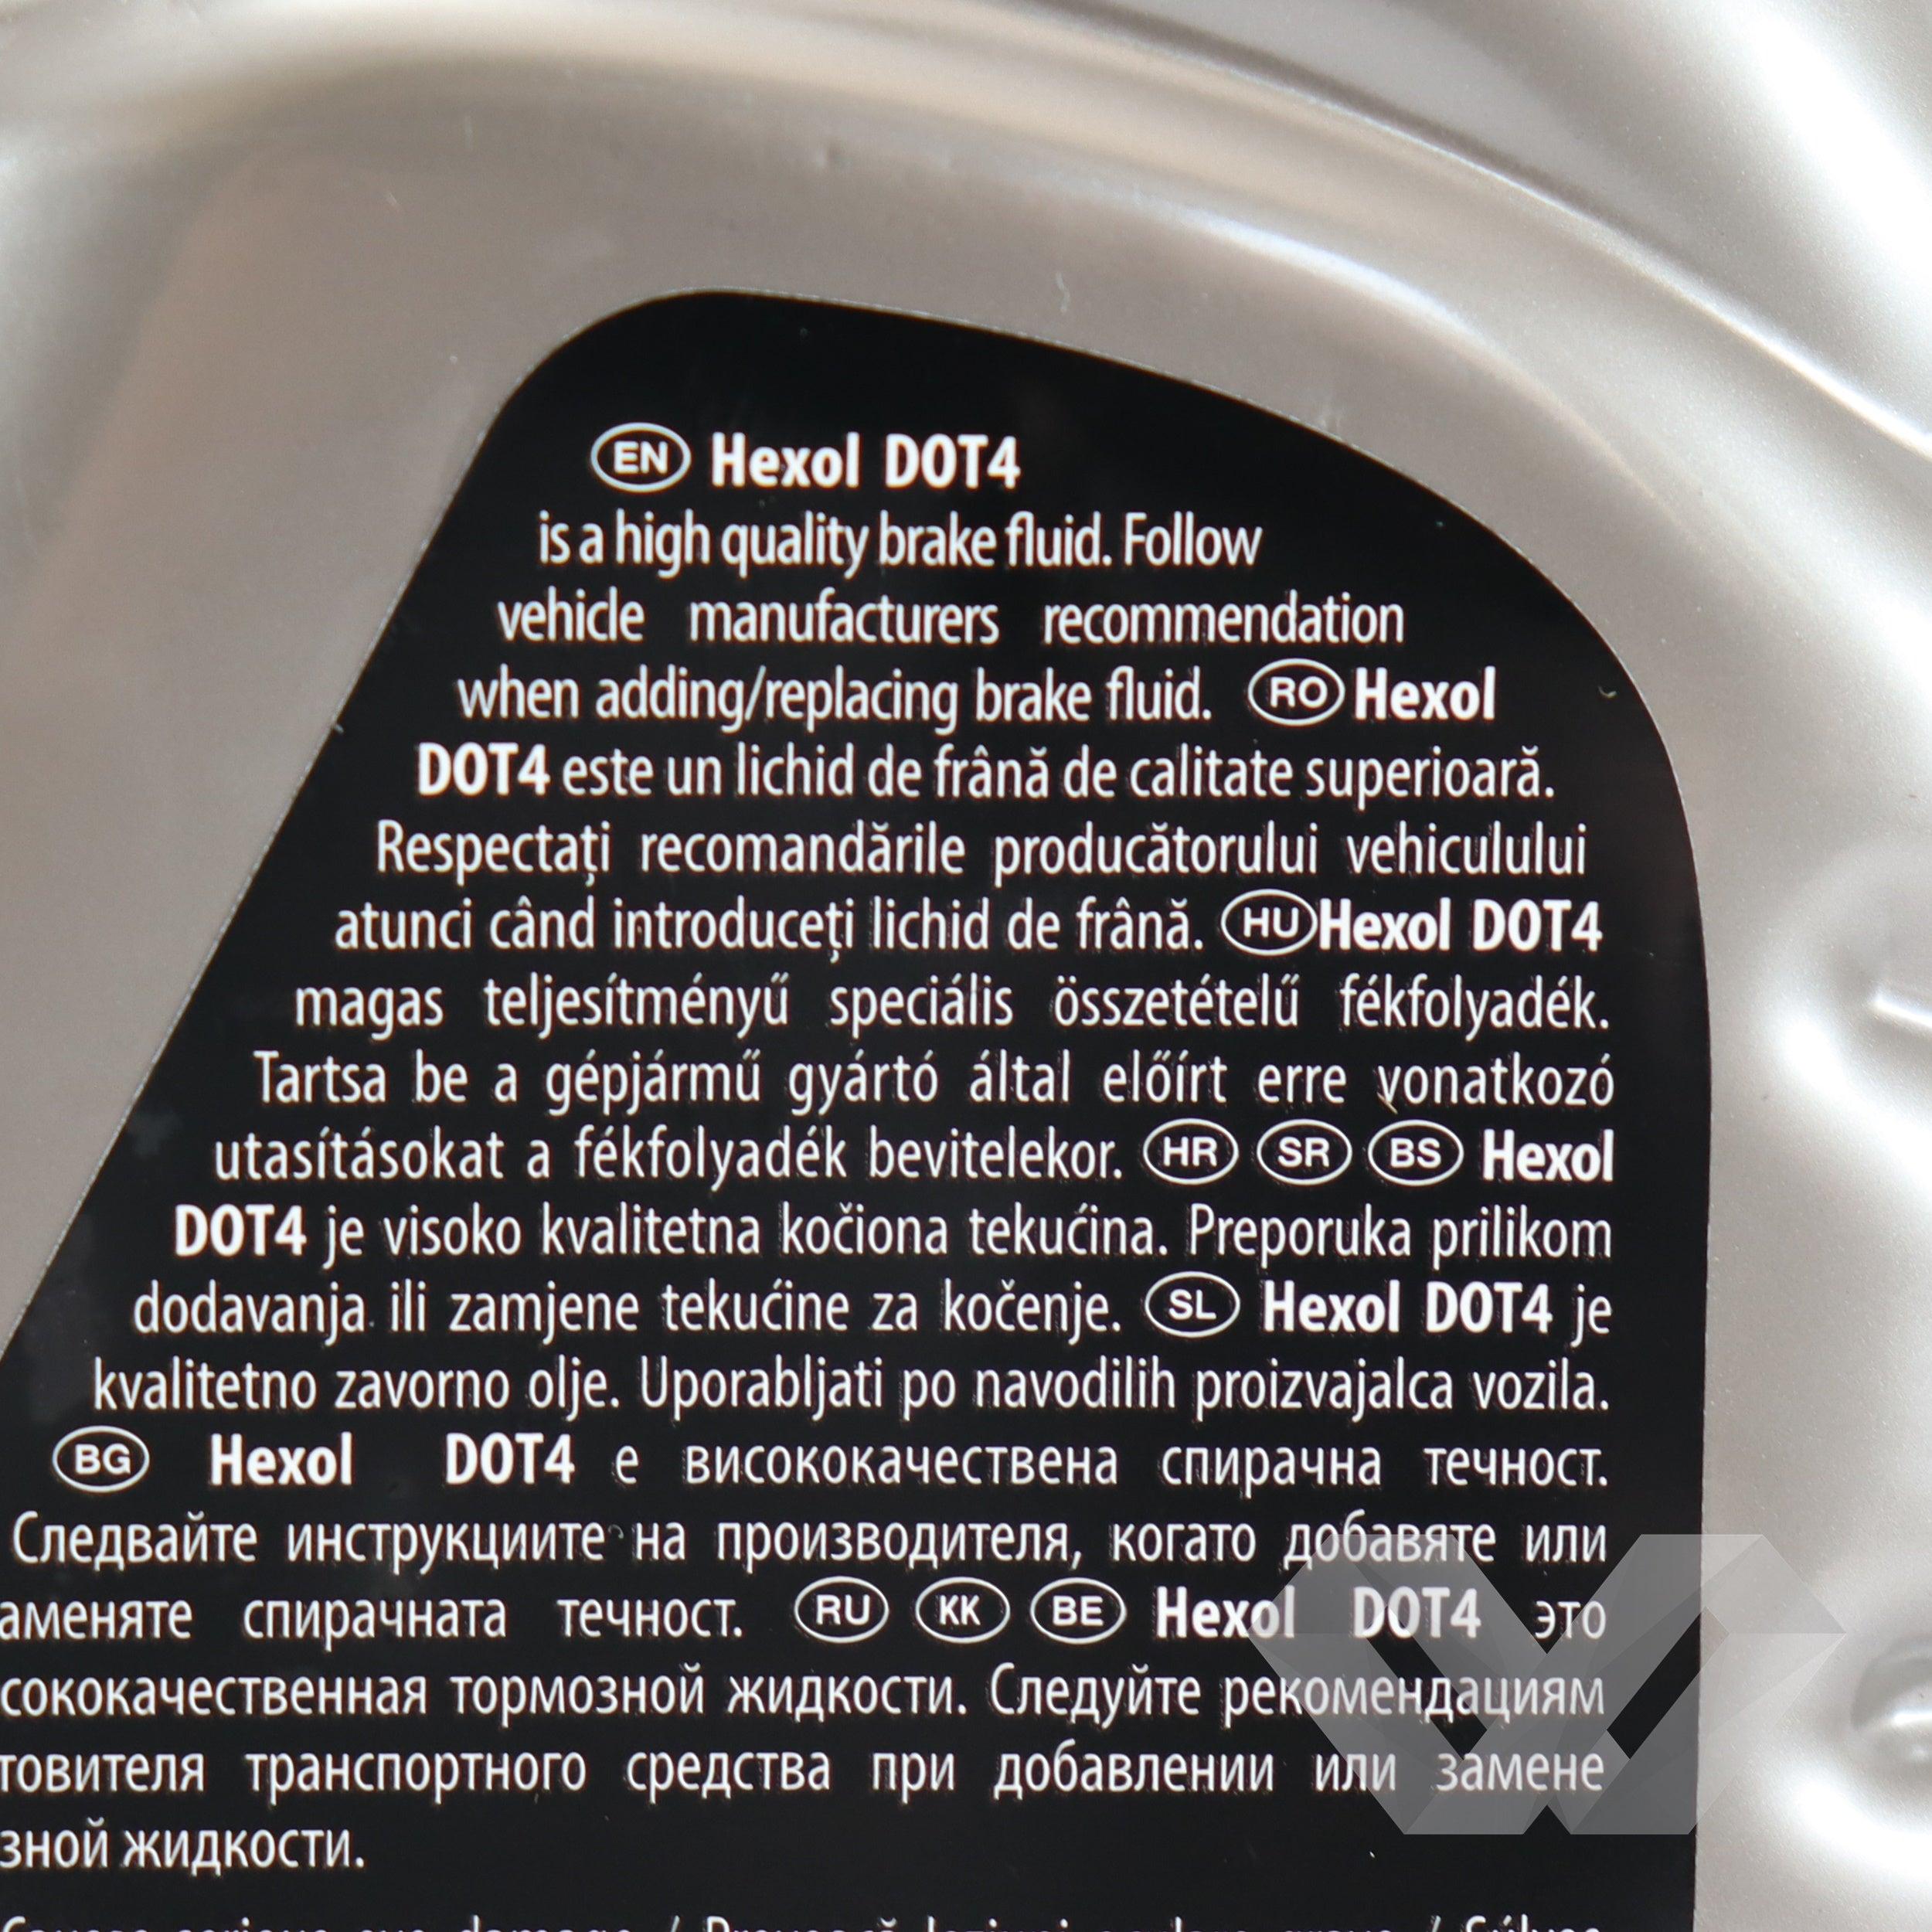 EN Hexol DOT4
is a high quality brake fluid. Follow
vehicle manufacturers recommendation
when adding/replacing brake fluid. RO Hexol
DOT4 este un lichid de frână de calitate superioară.
Respectați recomandările producătorului vehiculului
atunci când introduceți lichid de frână. HU Hexol DOT4
magas teljesítményű speciális összetételű fékfolyadék.
Tartsa be a gépjármű gyártó által előírt erre vonatkozó
utasításokat a fékfolyadék bevitelekor. HR SR BS Hexol
DOT4 je visoko kvalitetna kočiona tekućina. Preporuka prilikom
dodavanja ili zamjene tekućine za kočenje. SL Hexol DOT4 je
kvalitetno zavorno olje. Uporabljati po navodilih proizvajalca vozila.
BG Hexol DOT4 е висококачествена спирачна течност.
Следвайте инструкциите на производителя, когато добавяте или
аменяте спирачната течност. RU KK BE Hexol DOT4 это
сококачественная тормозной жидкости. Следуйте рекомендациям
товителя транспортного средства при добавлении или замене
зной жидкости.